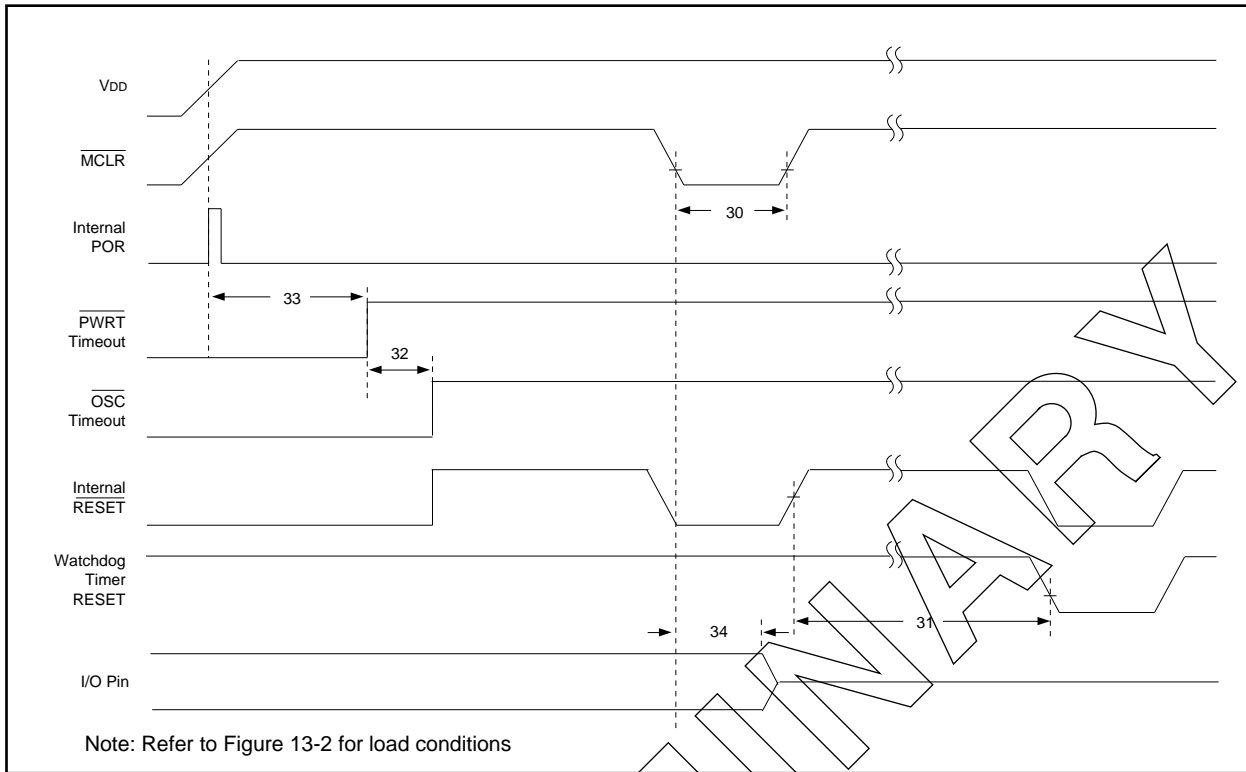 VDD
MCLR
30
Internal
POR
33
PWRT
Timeout
32
OSC
Timeout
Internal
RESET
Watchdog
Timer
RESET
31
34
I/O Pin
Note: Refer to Figure 13-2 for load conditions
INARY